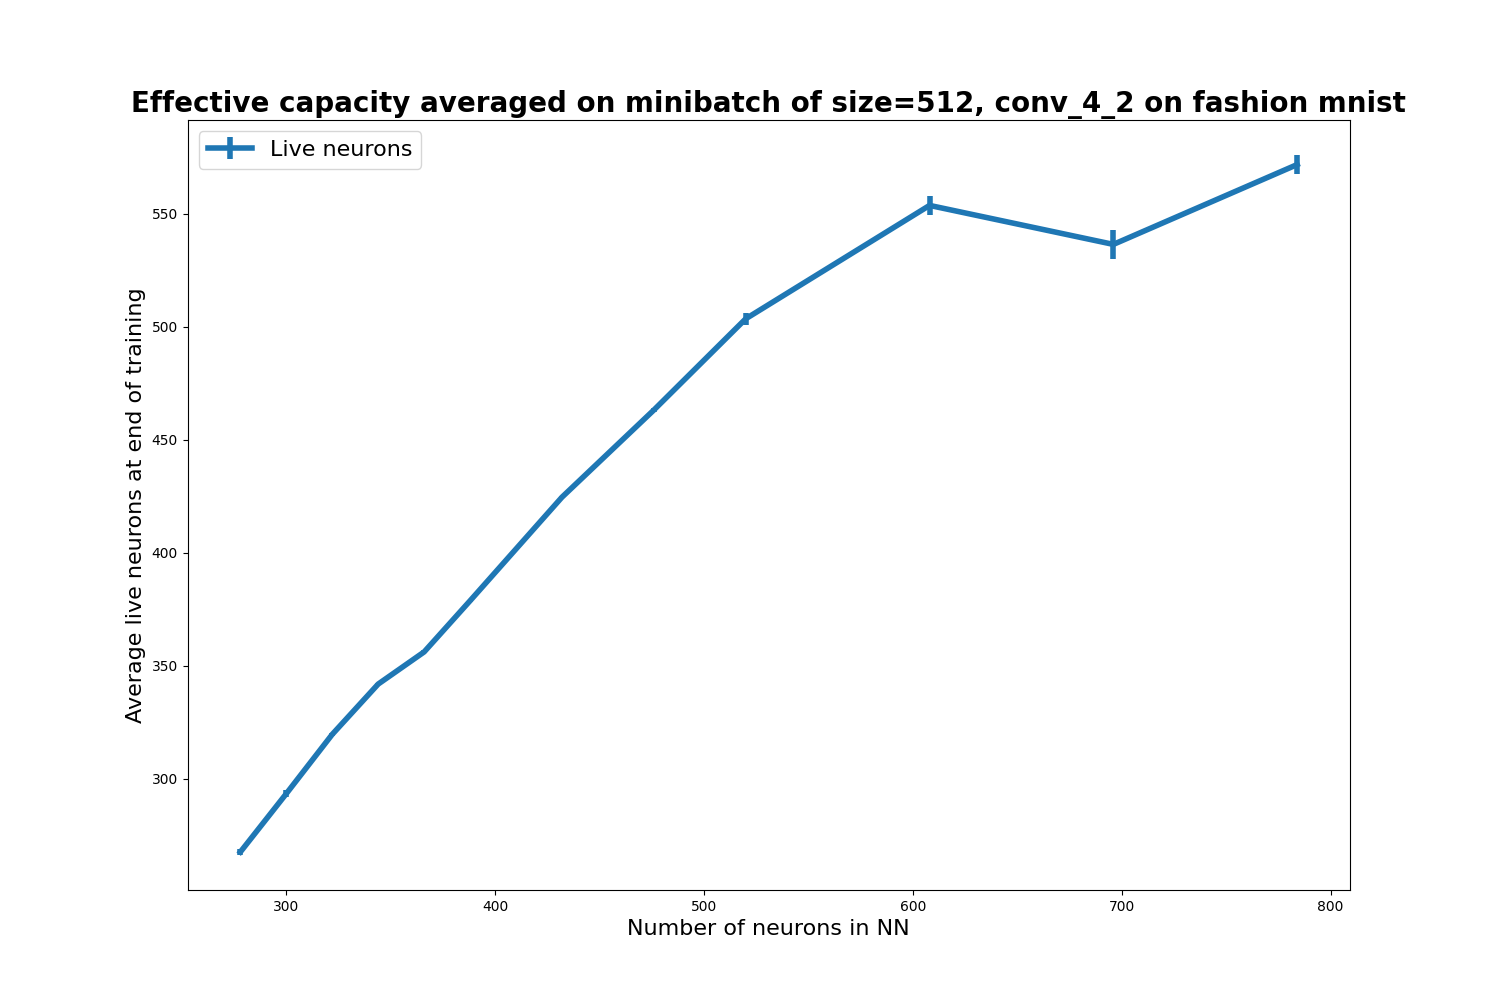 Effective capacity averaged on minibatch of size=512, conv_4_2 on fashion mnist
Live neurons
Average live neurons at end of training
550
500
450
400
350
300
300 400 500 600 700 800
Number of neurons in NN